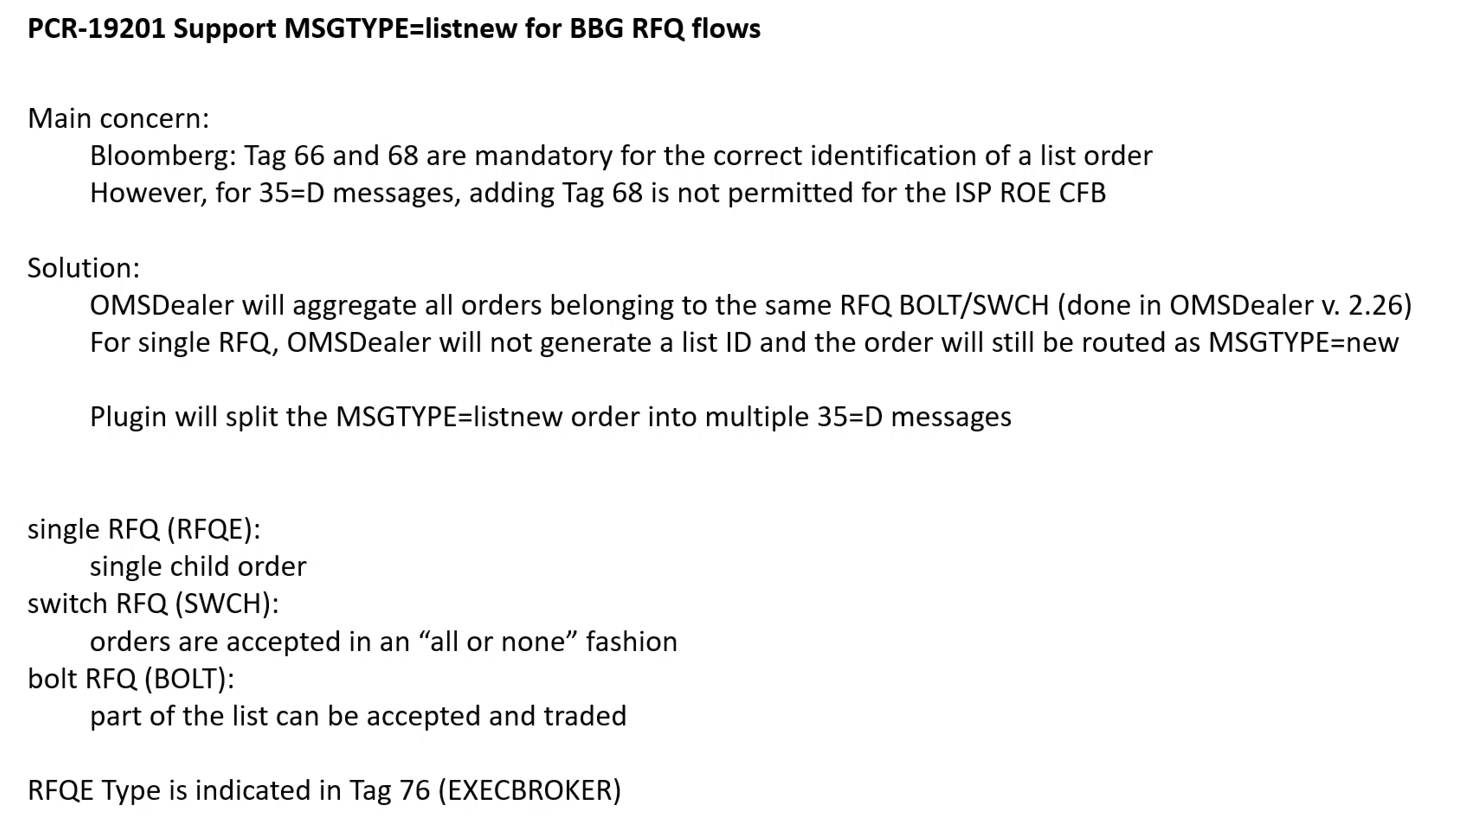 PCR-19201 Support MSGTYPE=listnew for BBG RFQ flows
Main concern:
Bloomberg: Tag 66 and 68 are mandatory for the correct identification of a list order
However, for 35=D messages, adding Tag 68 is not permitted for the ISP ROE CFB
Solution:
OMSDealer will aggregate all orders belonging to the same RFQ BOLT/SWCH (done in OMSDealer v. 2.26)
For single RFQ, OMSDealer will not generate a list ID and the order will still be routed as MSGTYPE=new
Plugin will split the MSGTYPE=listnew order into multiple 35=D messages
single RFQ (RFQE):
single child order
switch RFQ (SWCH):
orders are accepted in an “all or none” fashion
bolt RFQ (BOLT):
part of the list can be accepted and traded
RFQE Type is indicated in Tag 76 (EXECBROKER)